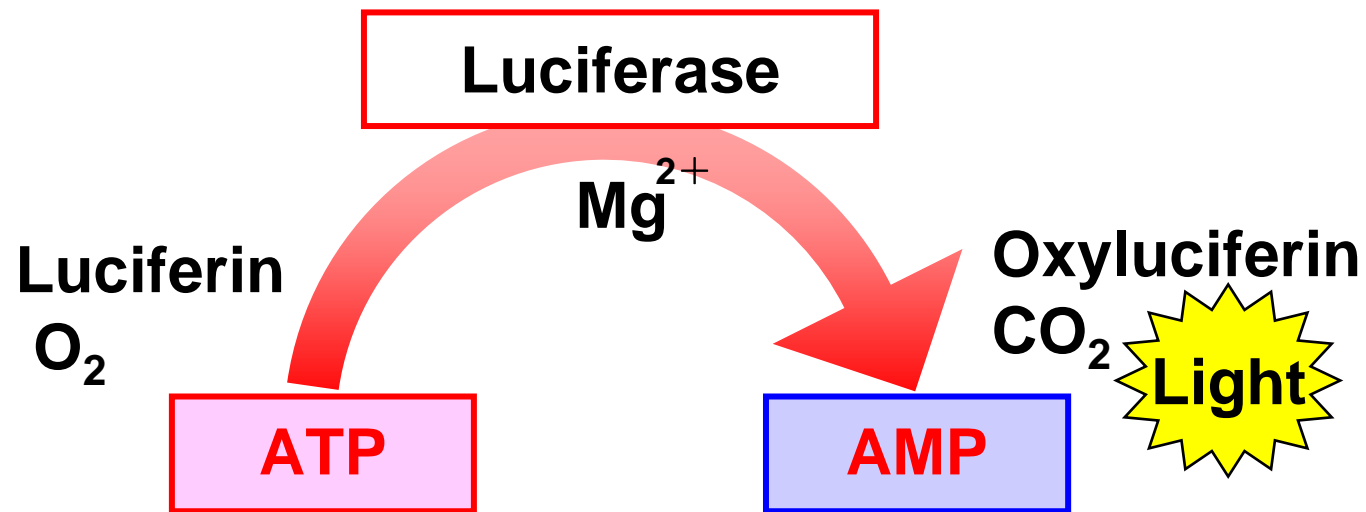 Luciferase
Mg²⁺
Luciferin
O₂
Oxyluciferin
CO₂
Light
ATP
AMP